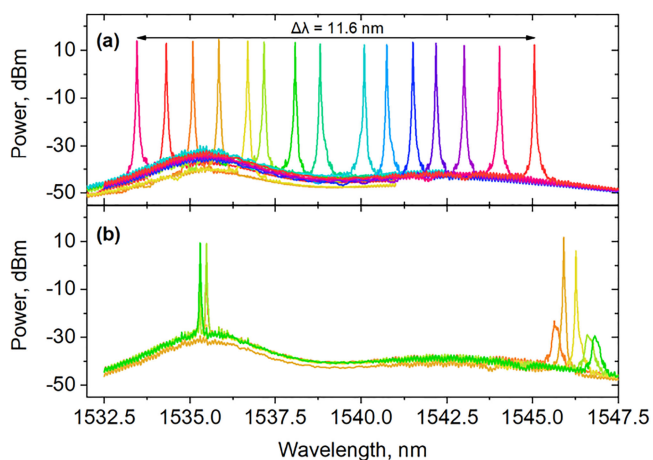 Δλ = 11.6 nm
(a)
10
-10
-30
-50
Power, dBm
(b)
10
-10
-30
-50
Power, dBm
1532.5 1535.0 1537.5 1540.0 1542.5 1545.0 1547.5
Wavelength, nm